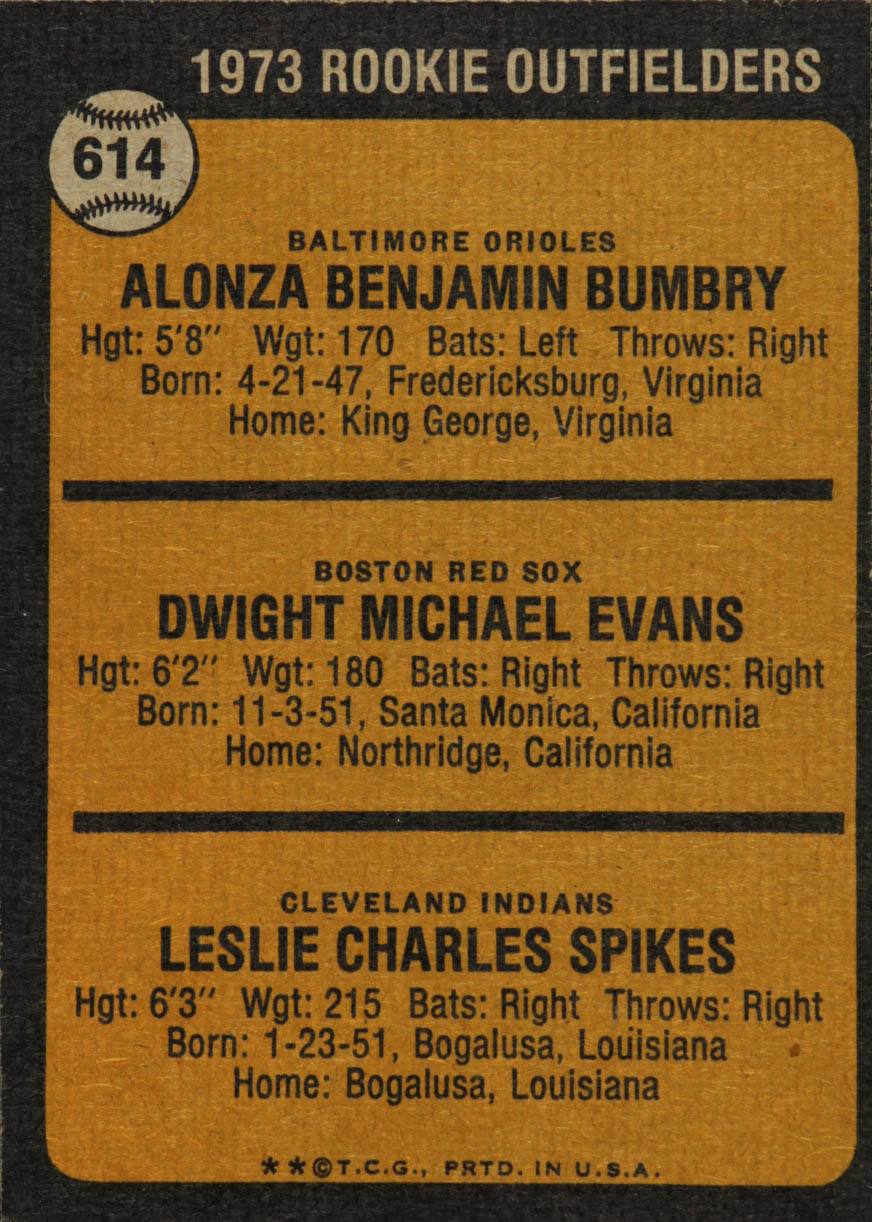 1973 ROOKIE OUTFIELDERS
614
BALTIMORE ORIOLES
ALONZA BENJAMIN BUMBRY
Hgt: 5'8" Wgt: 170 Bats: Left Throws: Right
Born: 4-21-47, Fredericksburg, Virginia
Home: King George, Virginia
BOSTON RED SOX
DWIGHT MICHAEL EVANS
Hgt: 6'2" Wgt: 180 Bats: Right Throws: Right
Born: 11-3-51, Santa Monica, California
Home: Northridge, California
CLEVELAND INDIANS
LESLIE CHARLES SPIKES
Hgt: 6'3" Wgt: 215 Bats: Right Throws: Right
Born: 1-23-51, Bogalusa, Louisiana
Home: Bogalusa, Louisiana
**©T.C.G., PRTD. IN U.S.A.